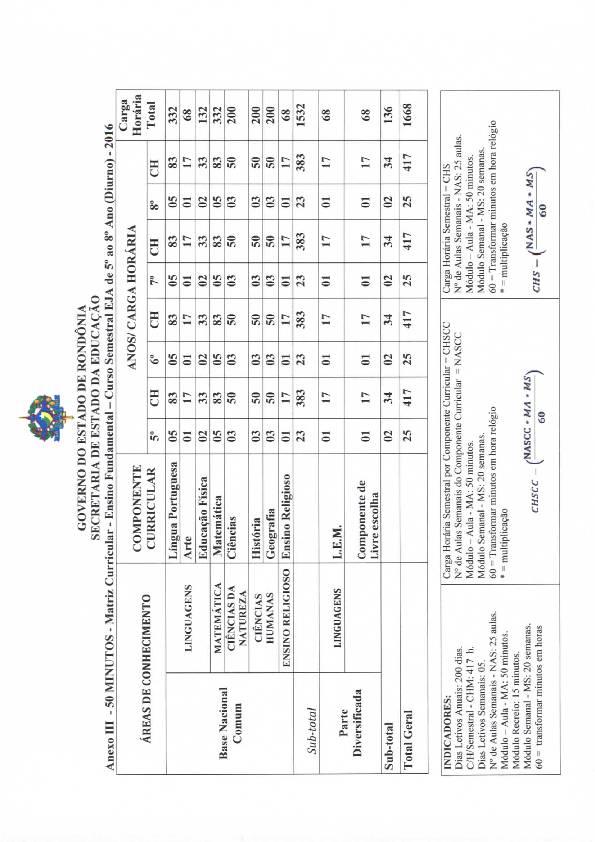 GOVERNO DO ESTADO DE RONDÔNIA
SECRETARIA DE ESTADO DA EDUCAÇÃO
Anexo III - 50 MINUTOS - Matriz Curricular - Ensino Fundamental – Curso Semestral EJA de 5º ao 8º Ano (Diurno) - 2016
ÁREAS DE CONHECIMENTO COMPONENTE CURRICULAR ANOS/ CARGA HORÁRIA Carga Horária Total
5º CH 6º CH 7º CH 8º CH
Base Nacional Comum
LINGUAGENS
Língua Portuguesa 05 83 05 83 05 83 05 83 332
Arte 01 17 01 17 01 17 01 17 68
Educação Física 02 33 02 33 02 33 02 33 132
MATEMÁTICA Matemática 05 83 05 83 05 83 05 83 332
CIÊNCIAS DA NATUREZA Ciências 03 50 03 50 03 50 03 50 200
CIÊNCIAS HUMANAS
História 03 50 03 50 03 50 03 50 200
Geografia 03 50 03 50 03 50 03 50 200
ENSINO RELIGIOSO Ensino Religioso 01 17 01 17 01 17 01 17 68
Sub-total 23 383 23 383 23 383 23 383 1532
Parte Diversificada
LINGUAGENS L.E.M. 01 17 01 17 01 17 01 17 68
Componente de Livre escolha 01 17 01 17 01 17 01 17 68
Sub-total 02 34 02 34 02 34 02 34 136
Total Geral 25 417 25 417 25 417 25 417 1668
INDICADORES:
Dias Letivos Anuais: 200 dias.
C/H/Semestral - CHM: 417 h.
Dias Letivos Semanais: 05.
Nº de Aulas Semanais - NAS: 25 aulas.
Módulo – Aula - MA: 50 minutos.
Módulo Recreio: 15 minutos.
Módulo Semanal - MS: 20 semanas.
60 = transformar minutos em horas
Carga Horária Semestral por Componente Curricular = CHSCC
Nº de Aulas Semanais do Componente Curricular = NASCC
Módulo – Aula - MA: 50 minutos.
Módulo Semanal - MS: 20 semanas.
60 = Transformar minutos em hora relógio
* = multiplicação
CHSCC = (NASCC * MA * MS)
60
Carga Horária Semestral = CHS
Nº de Aulas Semanais - NAS: 25 aulas.
Módulo – Aula - MA: 50 minutos.
Módulo Semanal - MS: 20 semanas.
60 = Transformar minutos em hora relógio
* = multiplicação
CHS = (NAS * MA * MS)
60